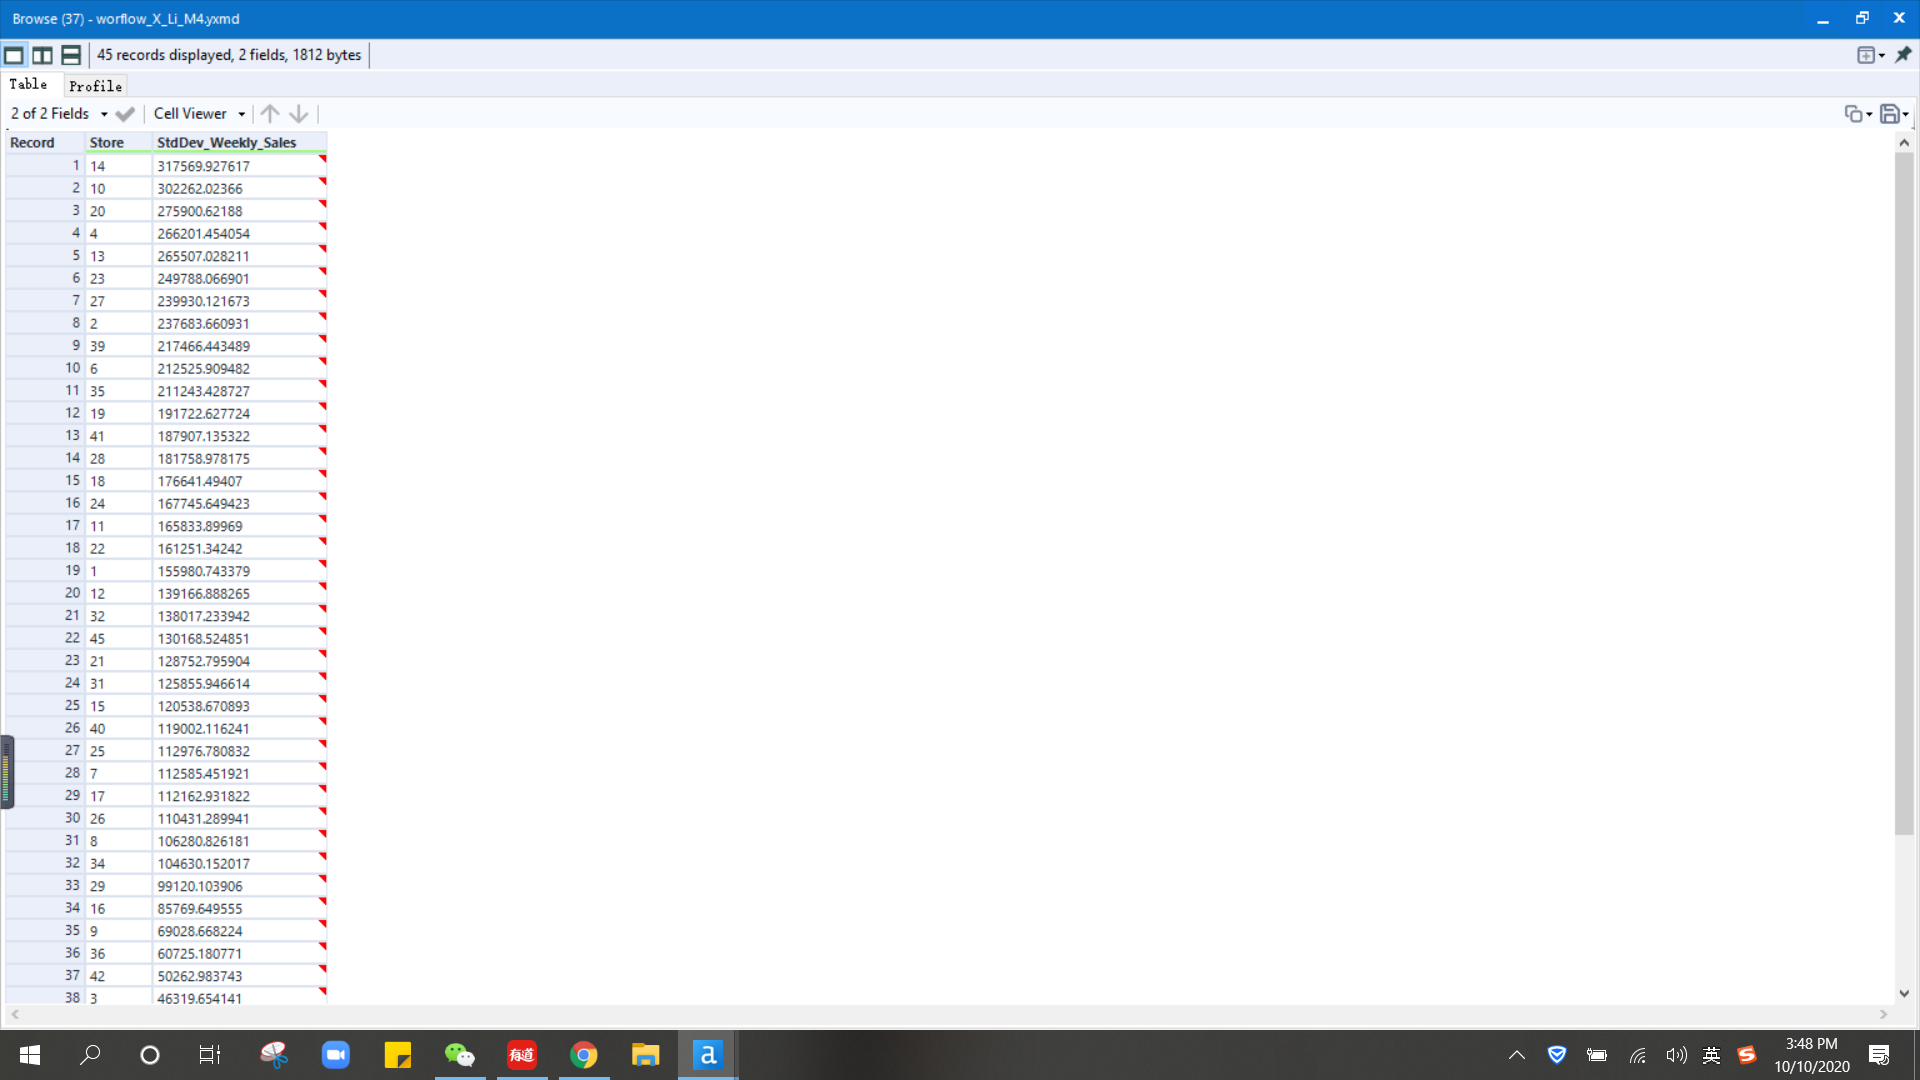 Browse (37) - worflow_X_Li_M4.yxmd
45 records displayed, 2 fields, 1812 bytes
Table Profile
2 of 2 Fields Cell Viewer
Record Store StdDev_Weekly_Sales
1 14 317569.927617
2 10 302262.02366
3 20 275900.62188
4 4 266201.454054
5 13 265507.028211
6 23 249788.066901
7 27 239930.121673
8 2 237683.660931
9 39 217466.443489
10 6 212525.909482
11 35 211243.428727
12 19 191722.627724
13 41 187907.135322
14 28 181758.978175
15 18 176641.49407
16 24 167745.649423
17 11 165833.89969
18 22 161251.34242
19 1 155980.743379
20 12 139166.888265
21 32 138017.233942
22 45 130168.524851
23 21 128752.795904
24 31 125855.946614
25 15 120538.670893
26 40 119002.116241
27 25 112976.780832
28 7 112585.451921
29 17 112162.931822
30 26 110431.289941
31 8 106280.826181
32 34 104630.152017
33 29 99120.103906
34 16 85769.649555
35 9 69028.668224
36 36 60725.180771
37 42 50262.983743
38 3 46319.654141
有道 a 英 S
3:48 PM
10/10/2020